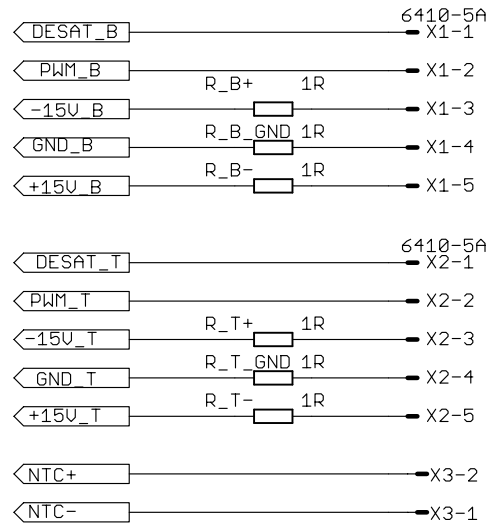 6410-5A
DESAT_B X1-1
PWM_B X1-2
R_B+ 1R
-15V_B X1-3
R_B_GND 1R
GND_B X1-4
R_B- 1R
+15V_B X1-5
6410-5A
DESAT_T X2-1
PWM_T X2-2
R_T+ 1R
-15V_T X2-3
R_T_GND 1R
GND_T X2-4
R_T- 1R
+15V_T X2-5
NTC+ X3-2
NTC- X3-1